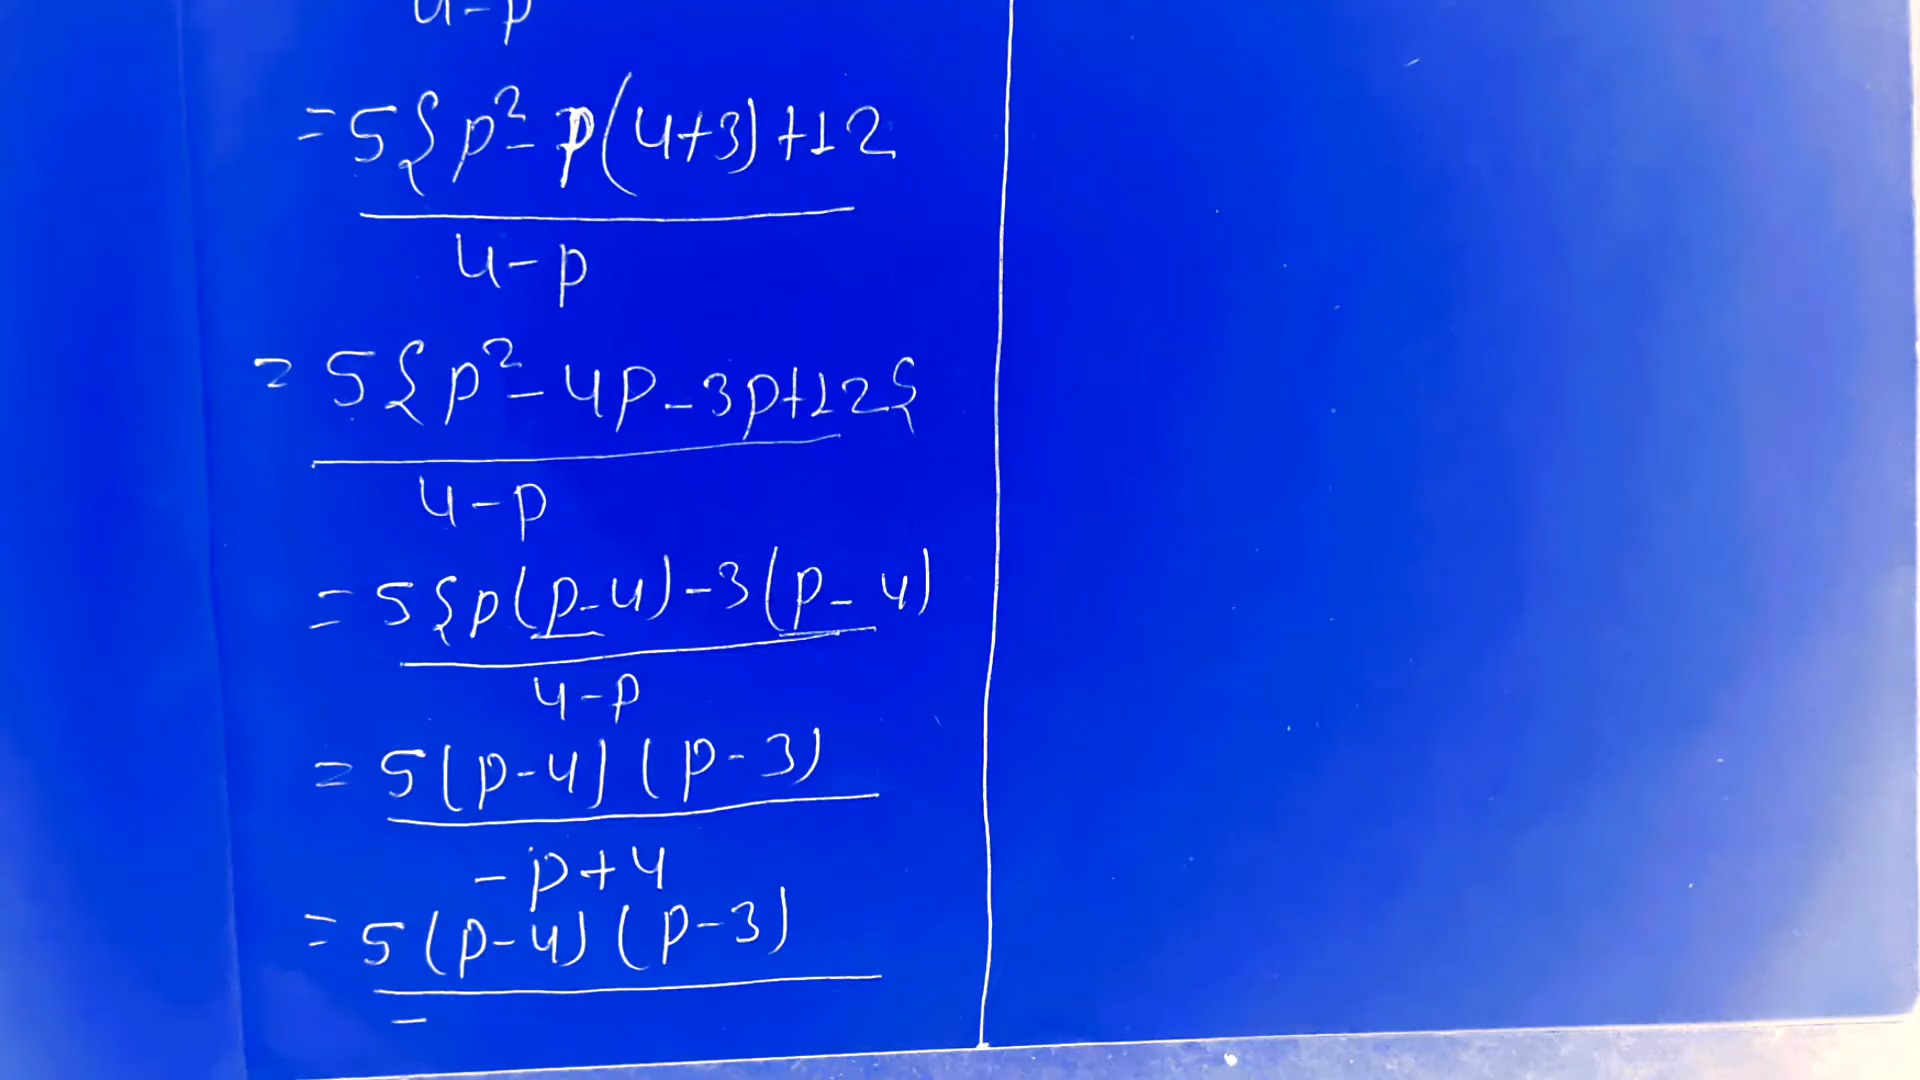 4-p
=5{p²-p(4+3)+12
4-p
=5{p²-4p-3p+12}
4-p
=5{p(p-4)-3(p-4)
4-p
=5(p-4)(p-3)
-p+4
=5(p-4)(p-3)
-